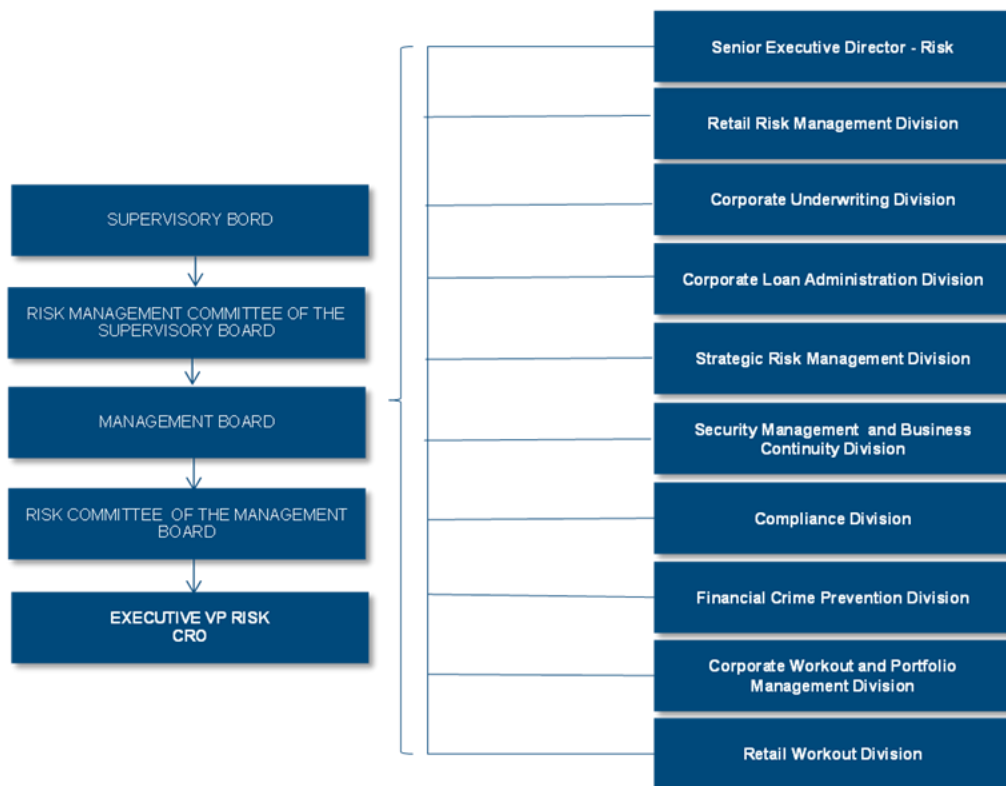 SUPERVISORY BORD
RISK MANAGEMENT COMMITTEE OF THE
SUPERVISORY BOARD
MANAGEMENT BOARD
RISK COMMITTEE OF THE MANAGEMENT
BOARD
EXECUTIVE VP RISK
CRO
Senior Executive Director - Risk
Retail Risk Management Division
Corporate Underwriting Division
Corporate Loan Administration Division
Strategic Risk Management Division
Security Management and Business
Continuity Division
Compliance Division
Financial Crime Prevention Division
Corporate Workout and Portfolio
Management Division
Retail Workout Division